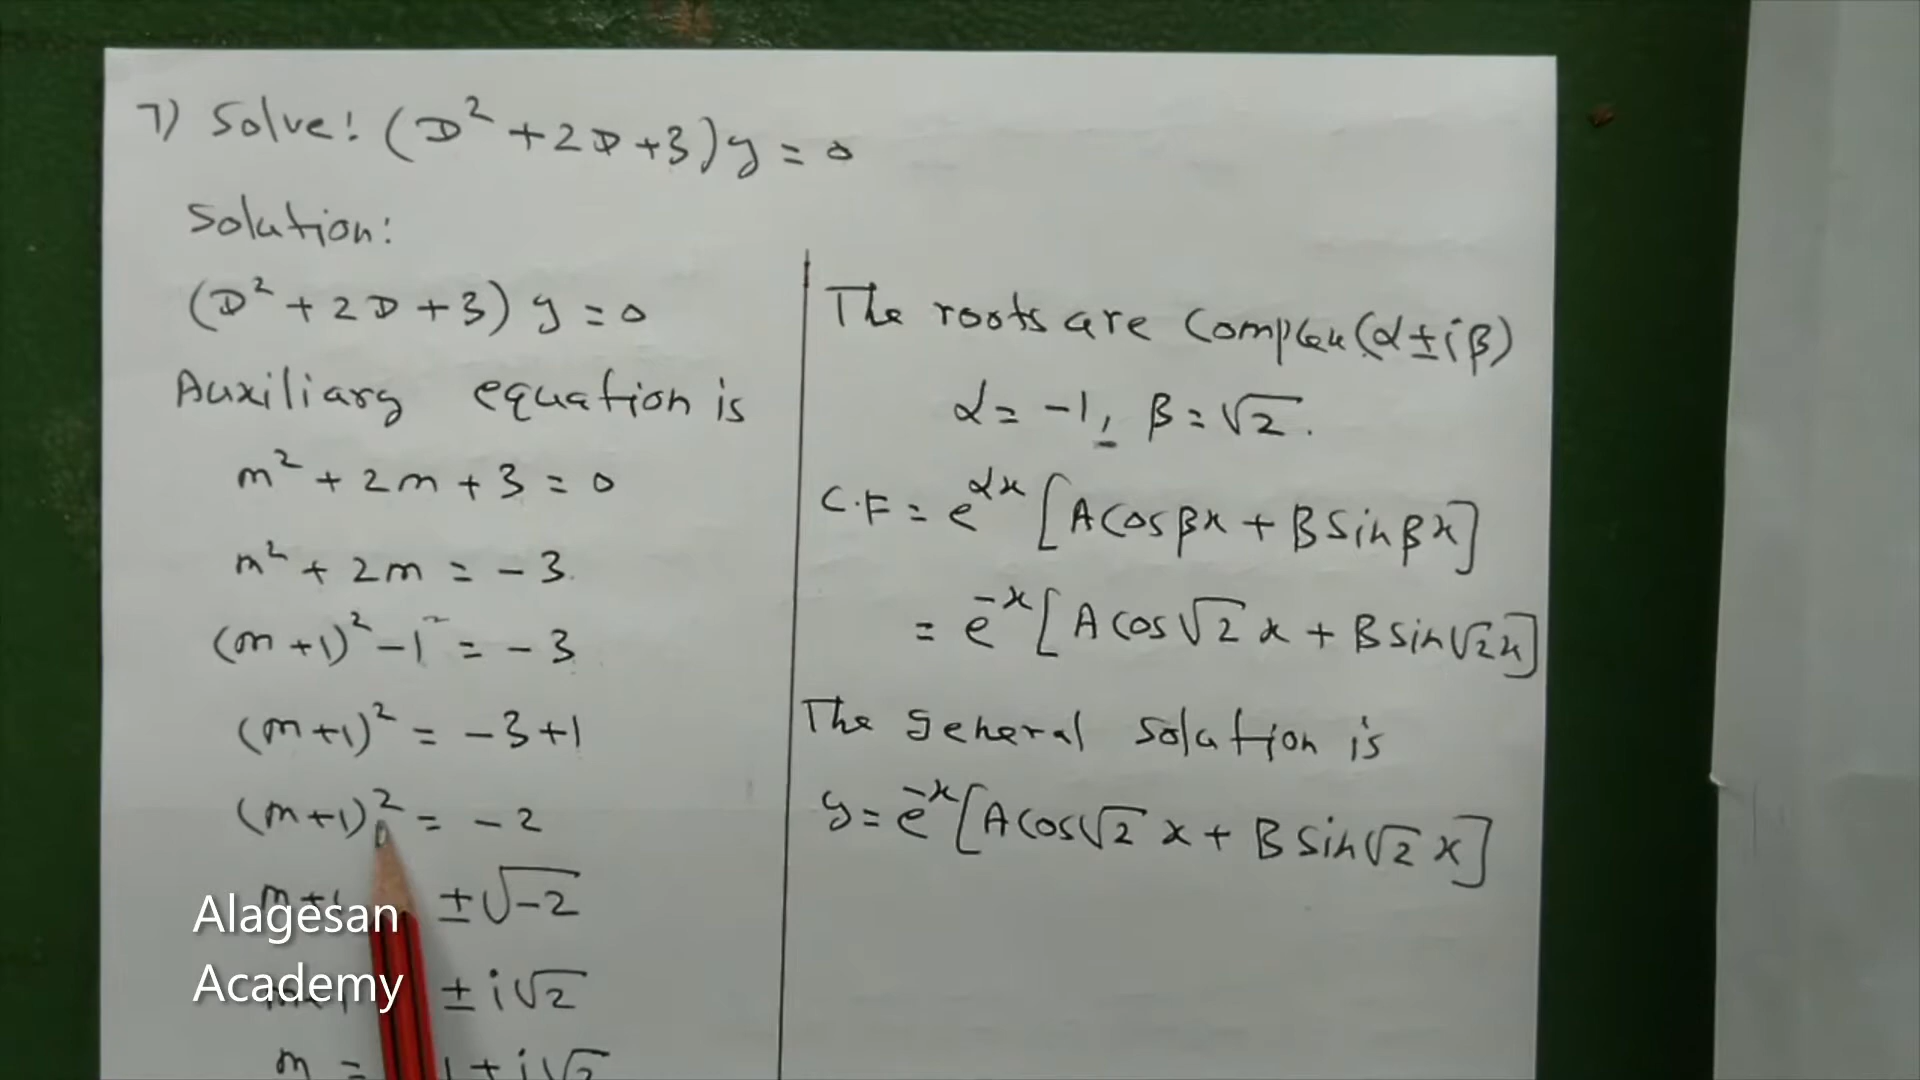 7) Solve: (D² + 2D + 3)y = 0
Solution:
(D² + 2D + 3) y = 0
Auxiliary equation is
m² + 2m + 3 = 0
m² + 2m = -3
(m+1)² - 1² = -3
(m+1)² = -3+1
(m+1)² = -2
m+1 ±√-2
±i√2
m =
The roots are Complex (α±iβ)
α = -1, β = √2.
C.F = e^αx [A Cos βx + B Sin βx]
= e^-x [A cos √2 x + B sin √2 x]
The general solution is
y = e^-x [A cos √2 x + B Sin √2 x]
Alagesan
Academy